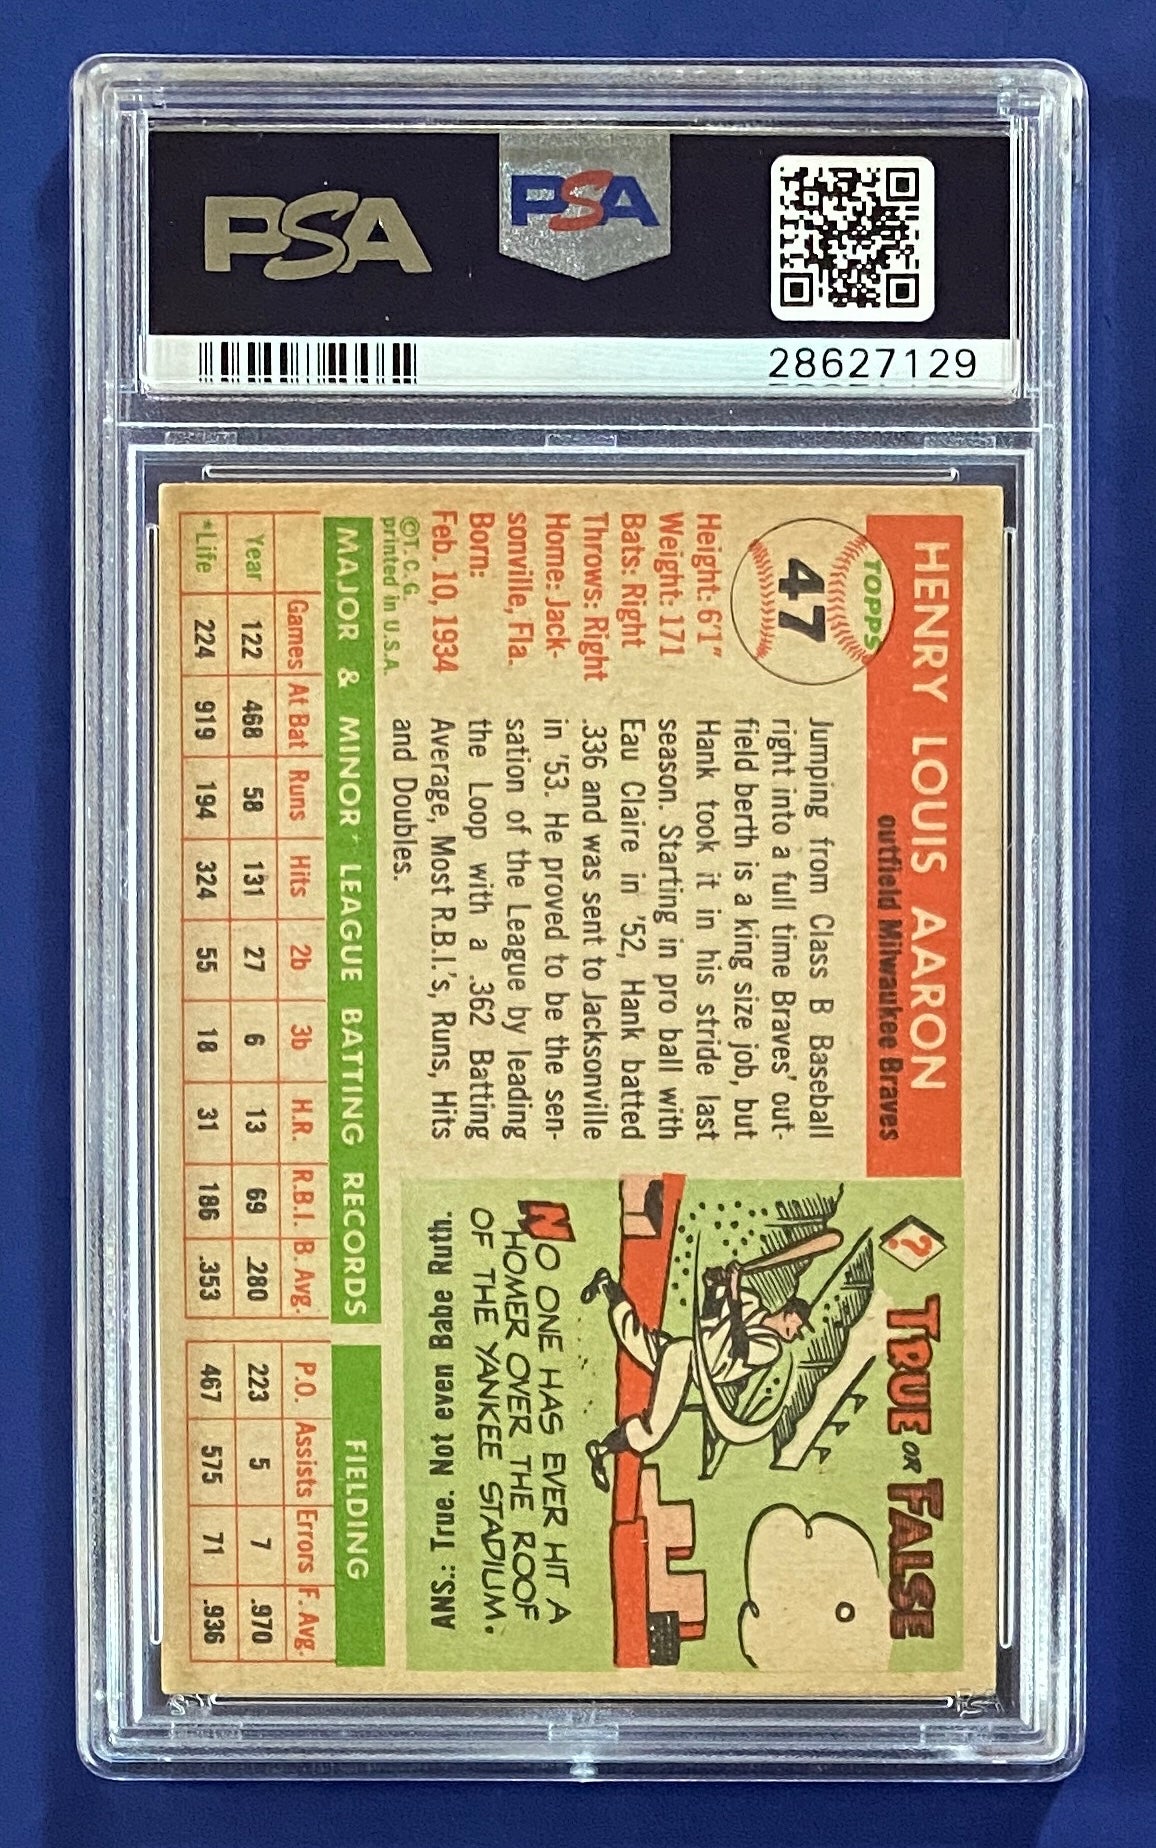 PSA
PSA
28627129
TOPPS
47
HENRY LOUIS AARON
outfield Milwaukee Braves
Height: 6'1"
Weight: 171
Bats: Right
Throws: Right
Home: Jack-
sonville, Fla.
Born:
Feb. 10, 1934
©T.C.G.
printed in U.S.A.
Jumping from Class B Baseball
right into a full time Braves' out-
field berth is a king size job, but
Hank took it in his stride last
season. Starting in pro ball with
Eau Claire in '52, Hank batted
.336 and was sent to Jacksonville
in '53. He proved to be the sen-
sation of the League by leading
the Loop with a .362 Batting
Average, Most R.B.I.'s, Runs, Hits
and Doubles.
? TRUE OR FALSE
NO ONE HAS EVER HIT A
HOMER OVER THE ROOF
OF THE YANKEE STADIUM.
ANS.: True. Not even Babe Ruth.
MAJOR & MINOR LEAGUE BATTING RECORDS FIELDING
Games At Bat Runs Hits 2b 3b H.R. R.B.I. B. Avg. P.O. Assists Errors F. Avg.
Year 122 468 58 131 27 6 13 69 .280 223 5 7 .970
*Life 224 919 194 324 55 18 31 186 .353 467 575 71 .936